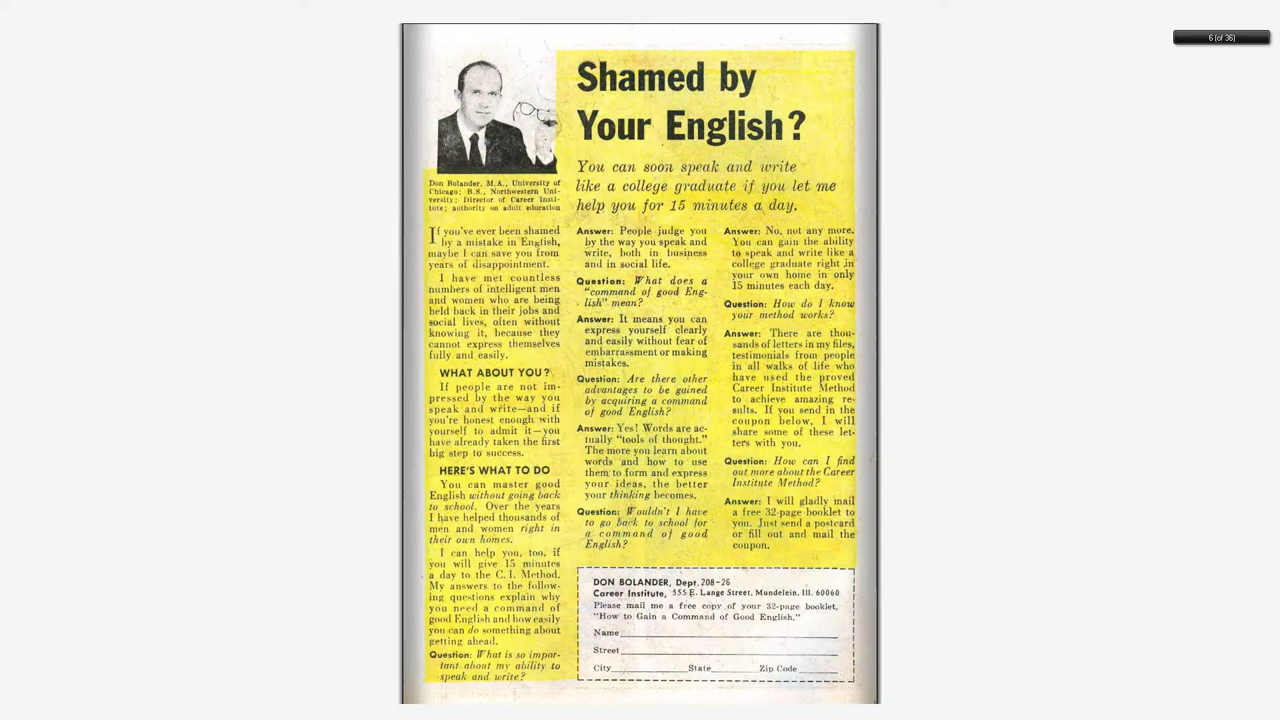 6 (of 36)
Shamed by
Your English?
You can soon speak and write
like a college graduate if you let me
help you for 15 minutes a day.
Don Bolander, M.A., University of
Chicago; B.S., Northwestern Uni-
versity; Director of Career Insti-
tute; authority on adult education
If you've ever been shamed
by a mistake in English,
maybe I can save you from
years of disappointment.
I have met countless
numbers of intelligent men
and women who are being
held back in their jobs and
social lives, often without
knowing it, because they
cannot express themselves
fully and easily.
WHAT ABOUT YOU?
If people are not im-
pressed by the way you
speak and write—and if
you're honest enough with
yourself to admit it—you
have already taken the first
big step to success.
HERE'S WHAT TO DO
You can master good
English without going back
to school. Over the years
I have helped thousands of
men and women right in
their own homes.
I can help you, too, if
you will give 15 minutes
a day to the C. I. Method.
My answers to the follow-
ing questions explain why
you need a command of
good English and how easily
you can do something about
getting ahead.
Question: What is so impor-
tant about my ability to
speak and write?
Answer: People judge you
by the way you speak and
write, both in business
and in social life.
Question: What does a
"command of good Eng-
lish" mean?
Answer: It means you can
express yourself clearly
and easily without fear of
embarrassment or making
mistakes.
Question: Are there other
advantages to be gained
by acquiring a command
of good English?
Answer: Yes! Words are ac-
tually "tools of thought."
The more you learn about
words and how to use
them to form and express
your ideas, the better
your thinking becomes.
Question: Wouldn't I have
to go back to school for
a command of good
English?
Answer: No, not any more.
You can gain the ability
to speak and write like a
college graduate right in
your own home in only
15 minutes each day.
Question: How do I know
your method works?
Answer: There are thou-
sands of letters in my files,
testimonials from people
in all walks of life who
have used the proved
Career Institute Method
to achieve amazing re-
sults. If you send in the
coupon below, I will
share some of these let-
ters with you.
Question: How can I find
out more about the Career
Institute Method?
Answer: I will gladly mail
a free 32-page booklet to
you. Just send a postcard
or fill out and mail the
coupon.
DON BOLANDER, Dept. 208-26
Career Institute, 555 E. Lange Street, Mundelein, Ill. 60060
Please mail me a free copy of your 32-page booklet,
"How to Gain a Command of Good English."
Name
Street
City State Zip Code